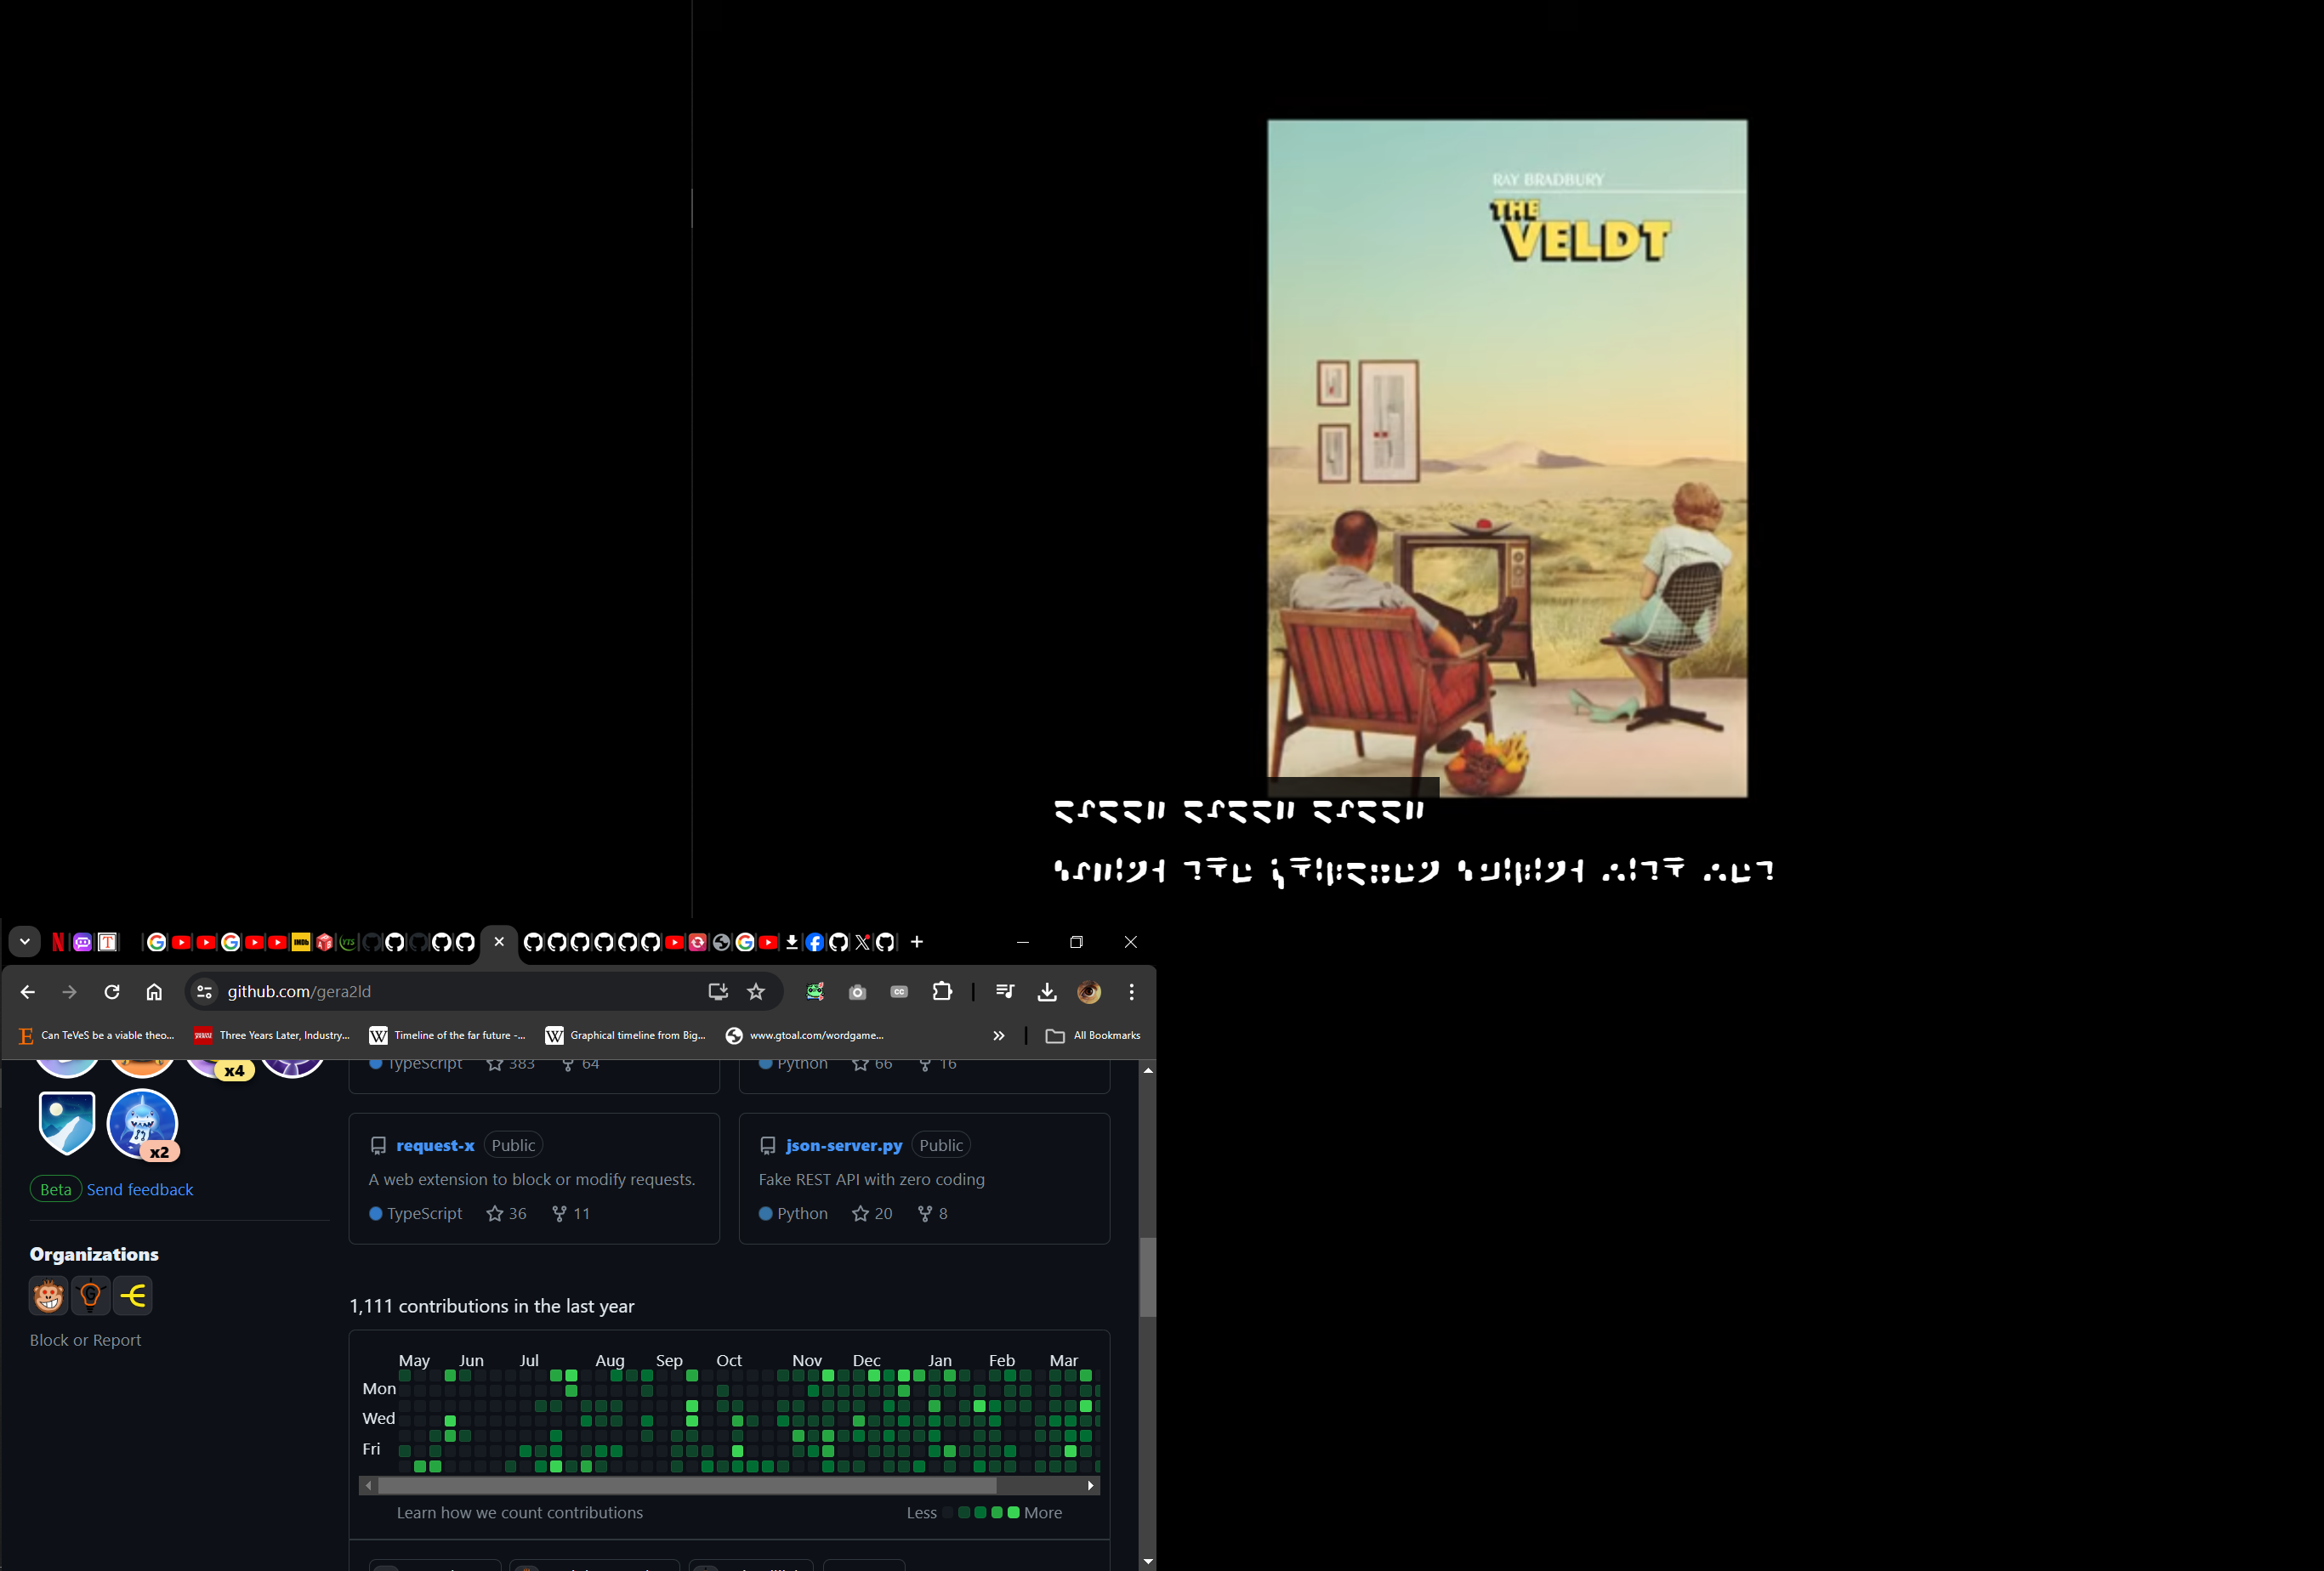 RAY BRADBURY
THE
VELDT
github.com/gera2ld
Can TeVeS be a viable theo...
Three Years Later, Industry...
Timeline of the far future -...
Graphical timeline from Big...
www.gtoal.com/wordgame...
All Bookmarks
x4
x2
Beta Send feedback
Organizations
Block or Report
TypeScript 383 64
Python 66 16
request-x Public
A web extension to block or modify requests.
TypeScript 36 11
json-server.py Public
Fake REST API with zero coding
Python 20 8
1,111 contributions in the last year
May Jun Jul Aug Sep Oct Nov Dec Jan Feb Mar
Mon
Wed
Fri
Learn how we count contributions
Less More